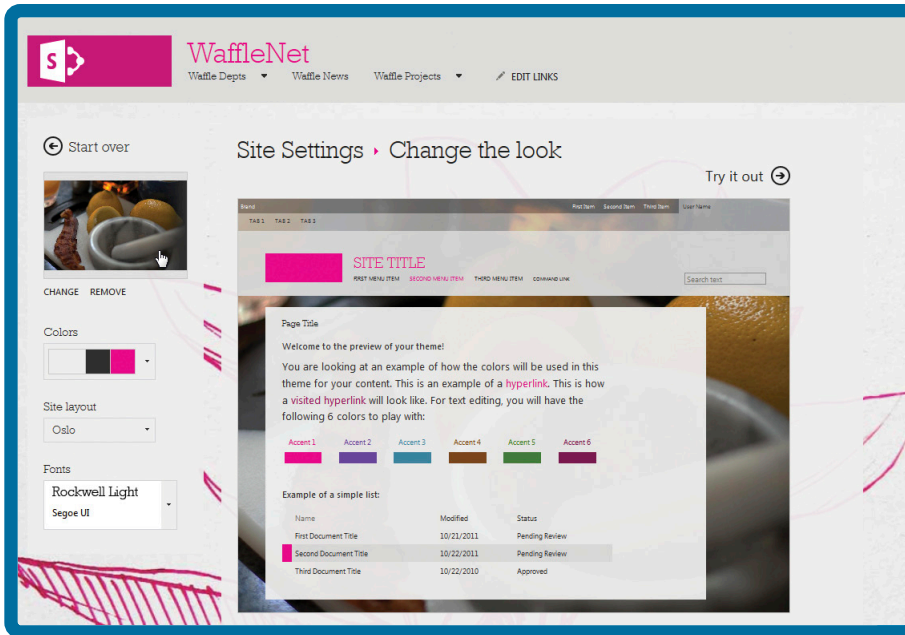 S
WaffleNet
Waffle Depts Waffle News Waffle Projects EDIT LINKS
Start over
Site Settings Change the look
Try it out
CHANGE REMOVE
Colors
Site layout
Oslo
Fonts
Rockwell Light
Segoe UI
Brand First Item Second Item Third Item User Name
TAB 1 TAB 2 TAB 3
SITE TITLE
FIRST MENU ITEM SECOND MENU ITEM THIRD MENU ITEM COMMAND LINK
Search text
Page Title
Welcome to the preview of your theme!
You are looking at an example of how the colors will be used in this
theme for your content. This is an example of a hyperlink. This is how
a visited hyperlink will look like. For text editing, you will have the
following 6 colors to play with:
Accent 1 Accent 2 Accent 3 Accent 4 Accent 5 Accent 6
Example of a simple list:
Name Modified Status
First Document Title 10/21/2011 Pending Review
Second Document Title 10/22/2011 Pending Review
Third Document Title 10/22/2010 Approved